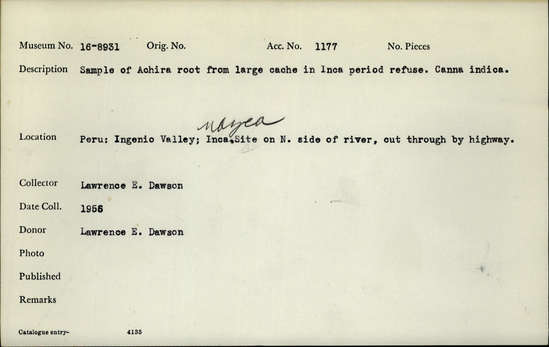 Museum No. 16-8931 Orig. No. Acc. No. 1177 No. Pieces
Description Sample of Achira root from large cache in Inca period refuse. Canna indica.
Nazca
Location Peru: Ingenio Valley; Inca.Site on N. side of river, cut through by highway.
Collector Lawrence E. Dawson
Date Coll. 1956
Donor Lawrence E. Dawson
Photo
Published
Remarks
Catalogue entry- 4135